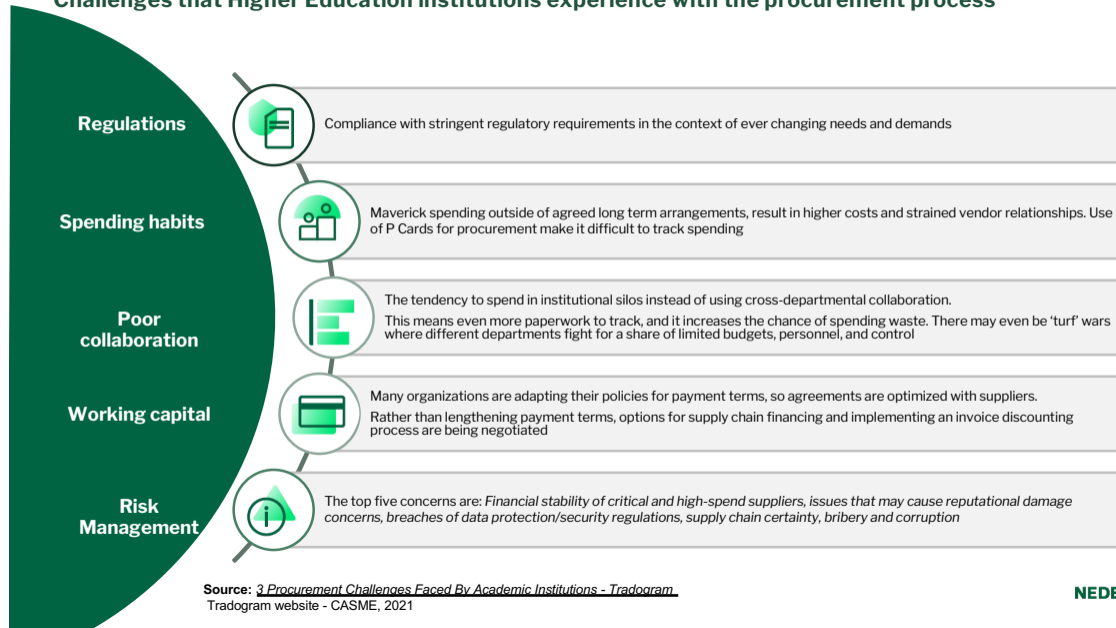 Challenges that Higher Education Institutions experience with the procurement process
Regulations
Compliance with stringent regulatory requirements in the context of ever changing needs and demands
Spending habits
Maverick spending outside of agreed long term arrangements, result in higher costs and strained vendor relationships. Use
of P Cards for procurement make it difficult to track spending
Poor
collaboration
The tendency to spend in institutional silos instead of using cross-departmental collaboration.
This means even more paperwork to track, and it increases the chance of spending waste. There may even be ‘turf’ wars
where different departments fight for a share of limited budgets, personnel, and control
Working capital
Many organizations are adapting their policies for payment terms, so agreements are optimized with suppliers.
Rather than lengthening payment terms, options for supply chain financing and implementing an invoice discounting
process are being negotiated
Risk
Management
The top five concerns are: Financial stability of critical and high-spend suppliers, issues that may cause reputational damage
concerns, breaches of data protection/security regulations, supply chain certainty, bribery and corruption
Source: 3 Procurement Challenges Faced By Academic Institutions - Tradogram
Tradogram website - CASME, 2021
NEDE